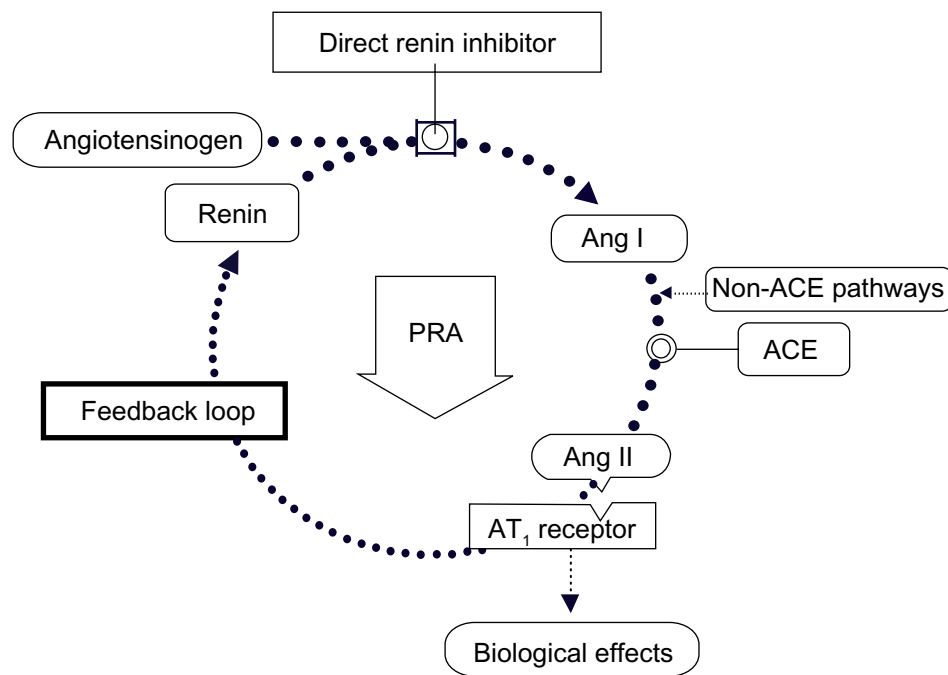 Direct renin inhibitor
Angiotensinogen
Renin
Ang I
Non-ACE pathways
PRA
ACE
Feedback loop
Ang II
AT₁ receptor
Biological effects